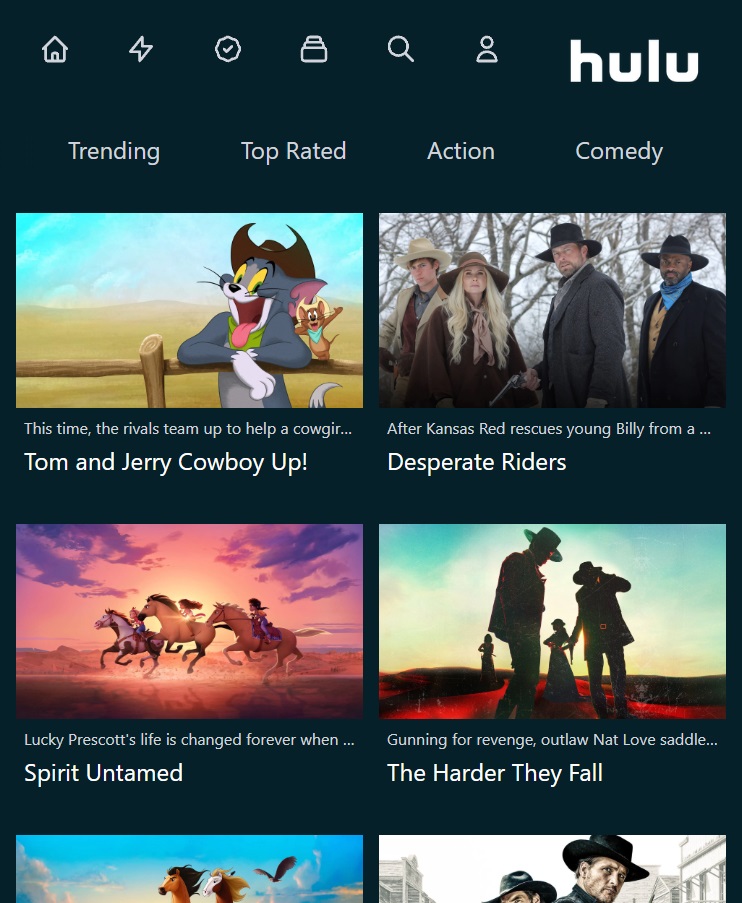 hulu
Trending Top Rated Action Comedy
This time, the rivals team up to help a cowgir...
Tom and Jerry Cowboy Up!
After Kansas Red rescues young Billy from a ...
Desperate Riders
Lucky Prescott's life is changed forever when ...
Spirit Untamed
Gunning for revenge, outlaw Nat Love saddle...
The Harder They Fall